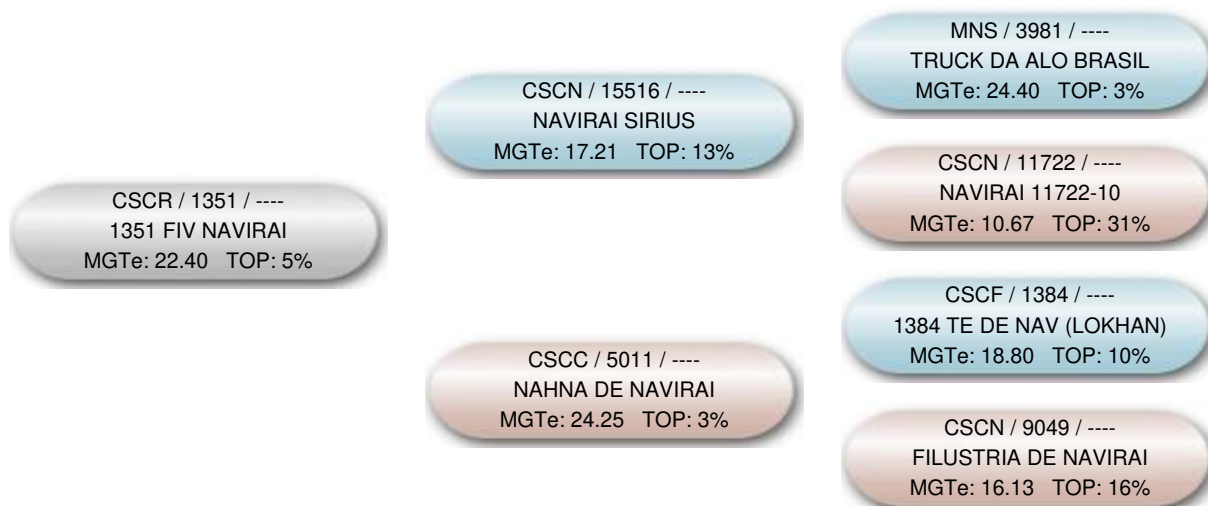 CSCR / 1351 / ----
1351 FIV NAVIRAI
MGTe: 22.40 TOP: 5%
CSCN / 15516 / ----
NAVIRAI SIRIUS
MGTe: 17.21 TOP: 13%
CSCC / 5011 / ----
NAHNA DE NAVIRAI
MGTe: 24.25 TOP: 3%
MNS / 3981 / ----
TRUCK DA ALO BRASIL
MGTe: 24.40 TOP: 3%
CSCN / 11722 / ----
NAVIRAI 11722-10
MGTe: 10.67 TOP: 31%
CSCF / 1384 / ----
1384 TE DE NAV (LOKHAN)
MGTe: 18.80 TOP: 10%
CSCN / 9049 / ----
FILUSTRIA DE NAVIRAI
MGTe: 16.13 TOP: 16%